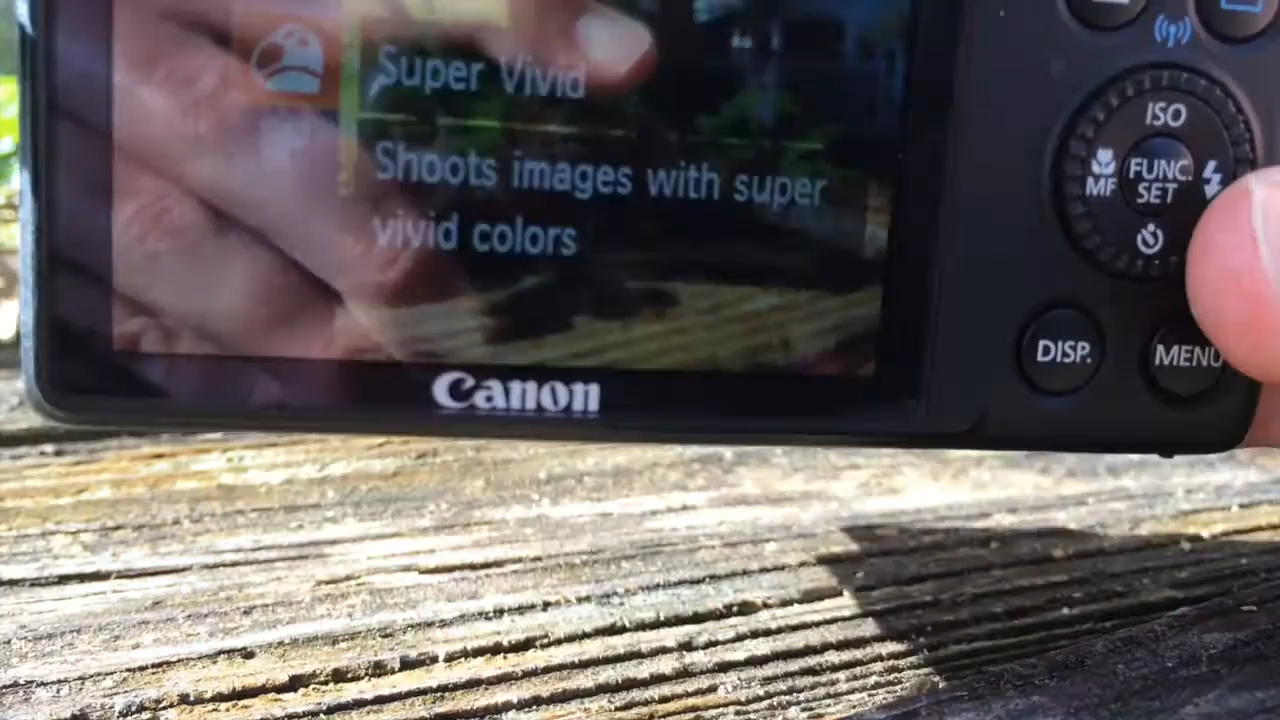 Super Vivid
Shoots images with super
vivid colors
Canon
ISO
MF
FUNC.
SET
DISP.
MENU